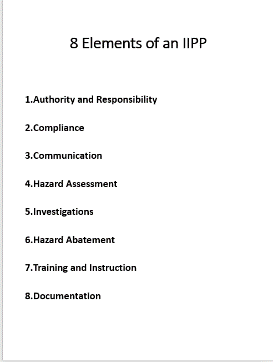 8 Elements of an IIPP
1.Authority and Responsibility
2.Compliance
3.Communication
4.Hazard Assessment
5.Investigations
6.Hazard Abatement
7.Training and Instruction
8.Documentation